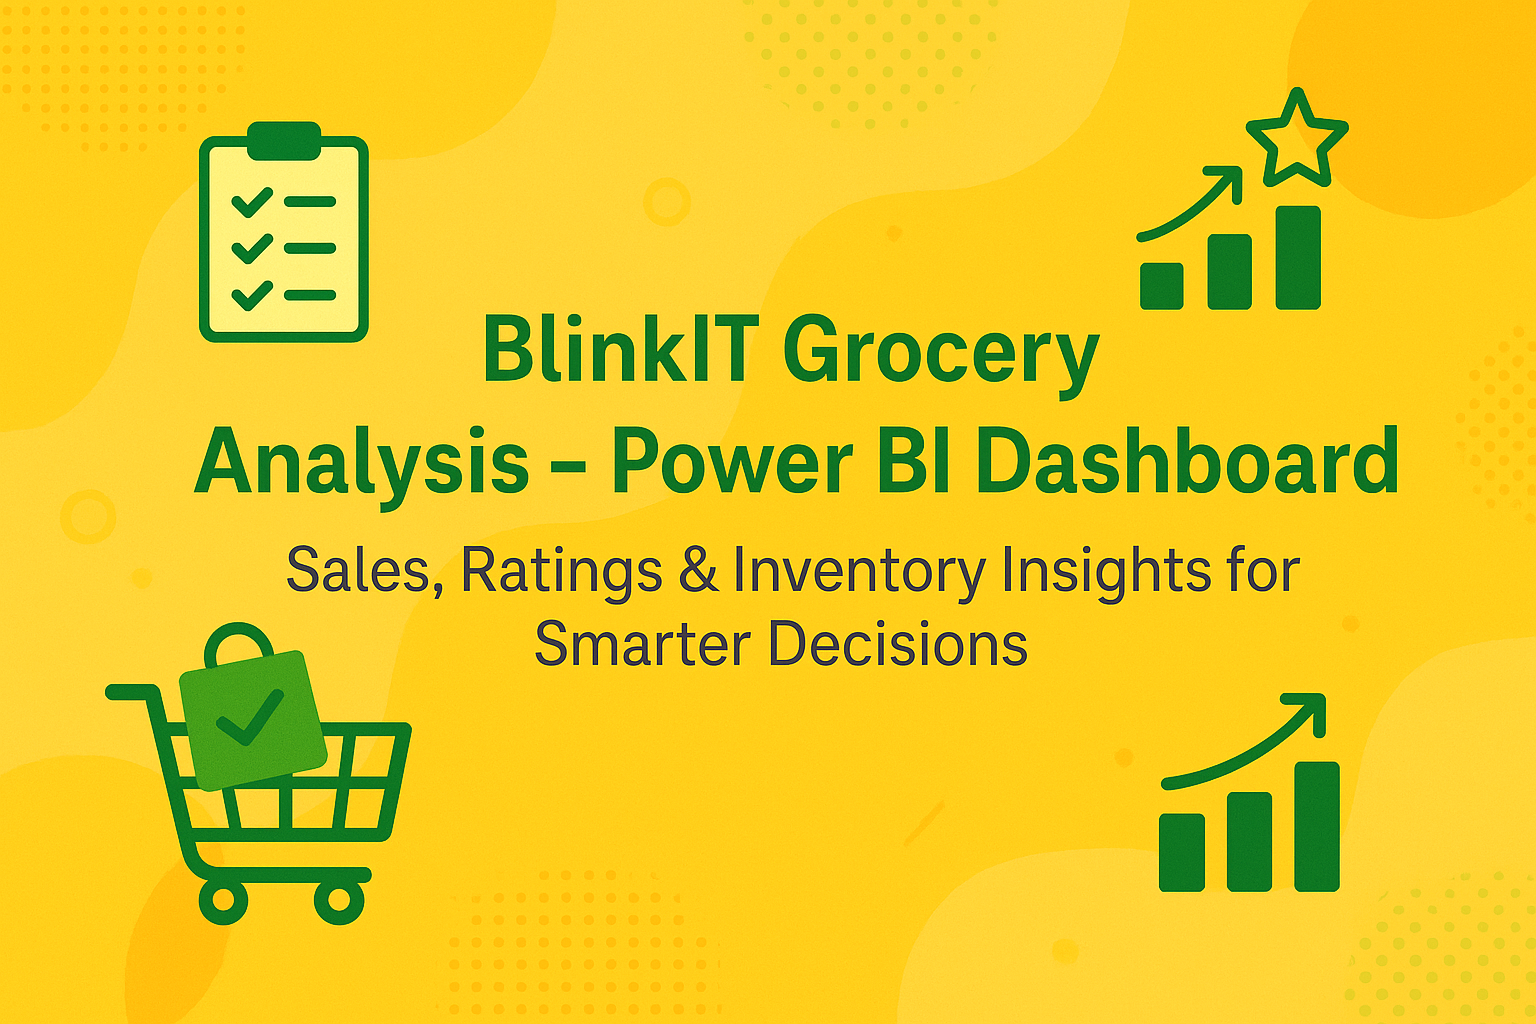 BlinkIT Grocery
Analysis – Power BI Dashboard
Sales, Ratings & Inventory Insights for
Smarter Decisions